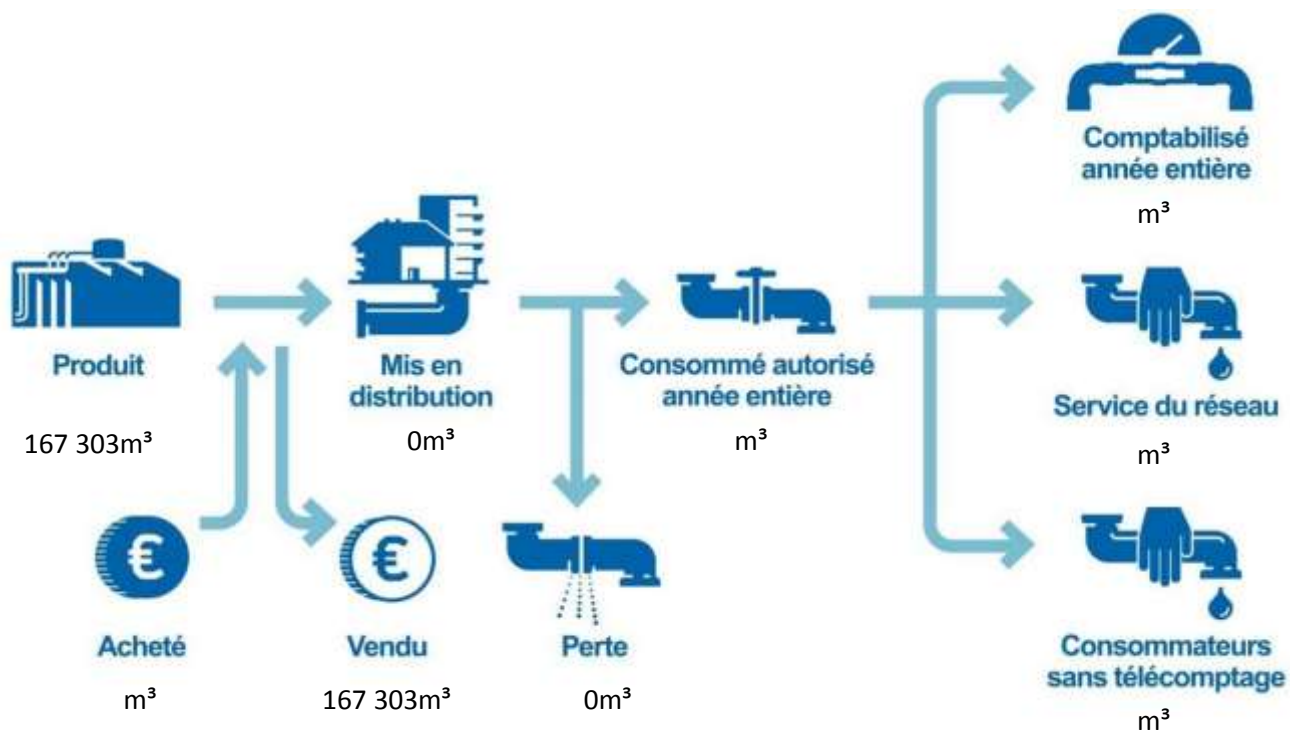 Comptabilisé
année entière
m³
Produit
167 303m³
Mis en
distribution
0m³
Consommé autorisé
année entière
m³
Service du réseau
m³
€
Acheté
m³
€
Vendu
167 303m³
Perte
0m³
Consommateurs
sans télécomptage
m³